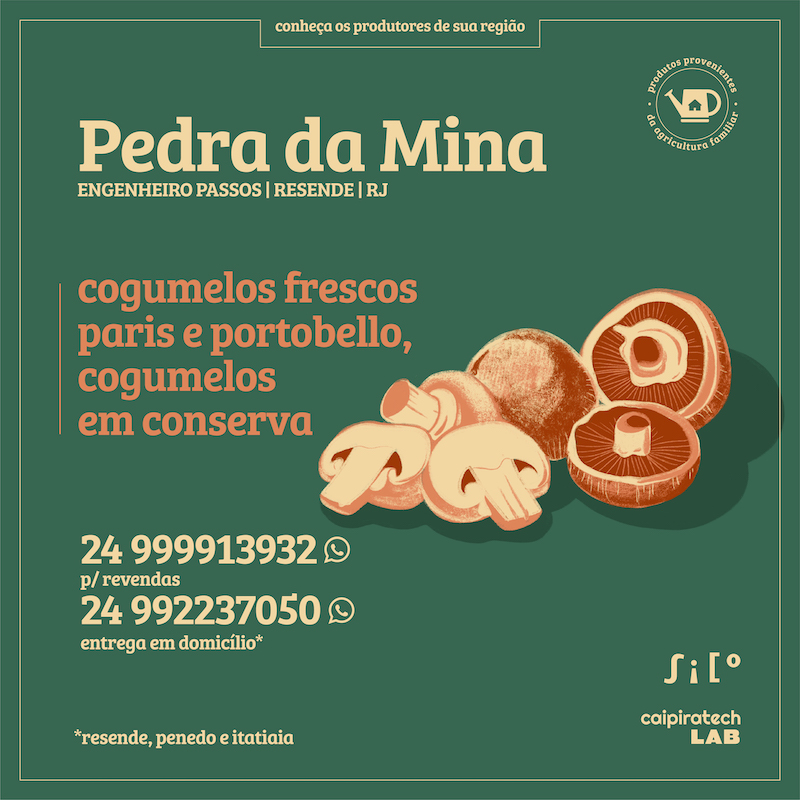 conheça os produtores de sua região
produtos provenientes
da agricultura familiar
Pedra da Mina
ENGENHEIRO PASSOS | RESENDE | RJ
cogumelos frescos
paris e portobello,
cogumelos
em conserva
24 999913932
p/ revendas
24 992237050
entrega em domicílio*
*resende, penedo e itatiaia
caipiratech
LAB